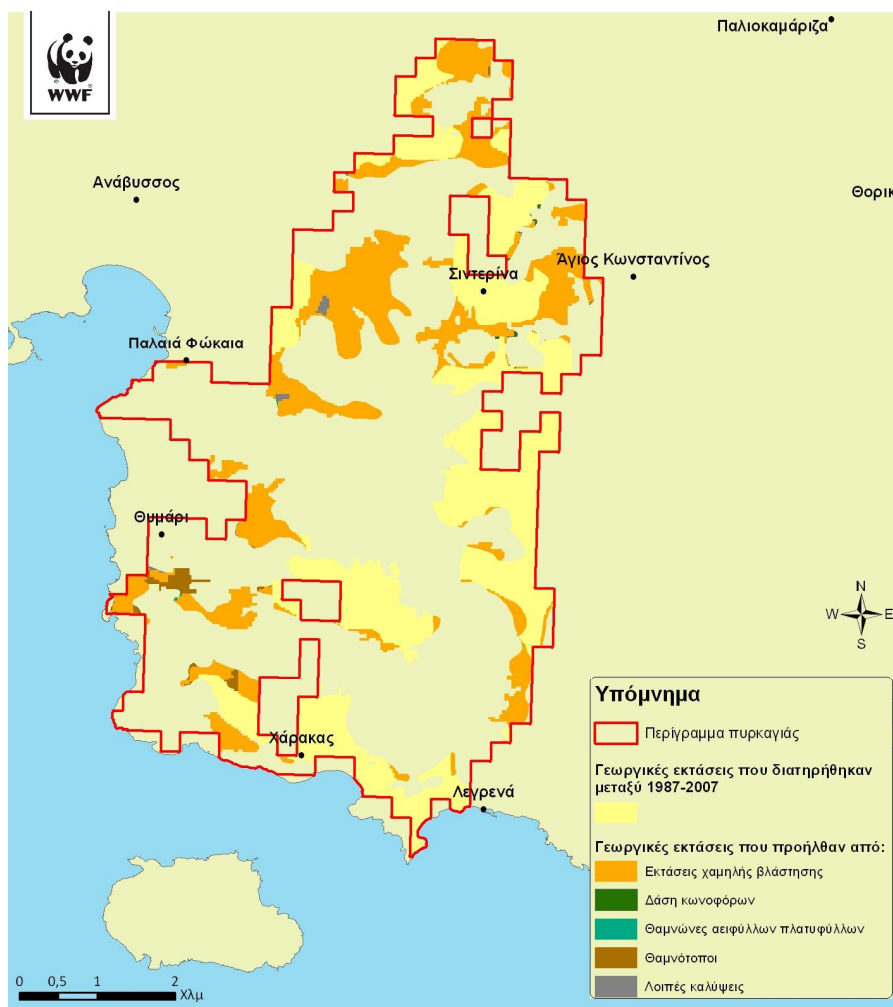 WWF
Παλιοκαμάριζα
Ανάβυσσος
Θορικ
Άγιος Κωνσταντίνος
Σιντερίνα
Παλαιά Φώκαια
Θυμάρι
N
W E
S
Χάρακας
Λεγρενά
Υπόμνημα
Περίγραμμα πυρκαγιάς
Γεωργικές εκτάσεις που διατηρήθηκαν
μεταξύ 1987-2007
Γεωργικές εκτάσεις που προήλθαν από:
Εκτάσεις χαμηλής βλάστησης
Δάση κωνοφόρων
Θαμνώνες αειφύλλων πλατυφύλλων
Θαμνότοποι
Λοιπές καλύψεις
0 0,5 1 2
Χλμ